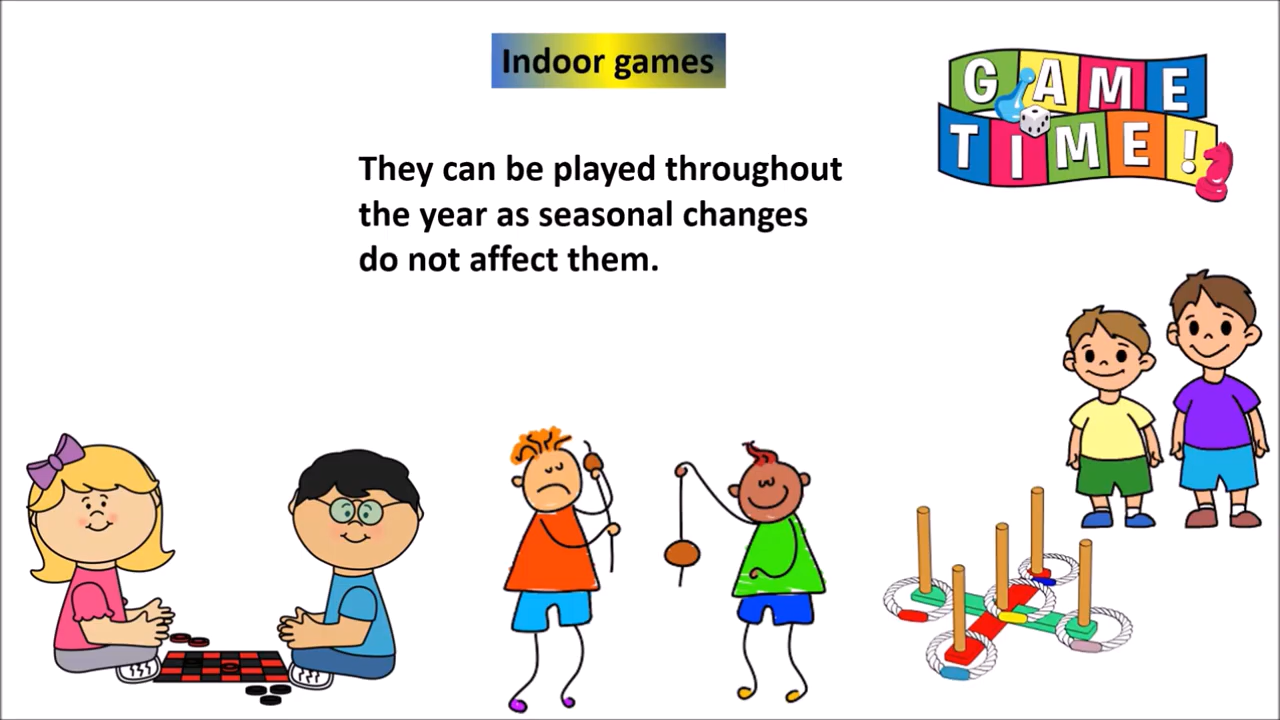 Indoor games
GAME
TIME!
They can be played throughout
the year as seasonal changes
do not affect them.